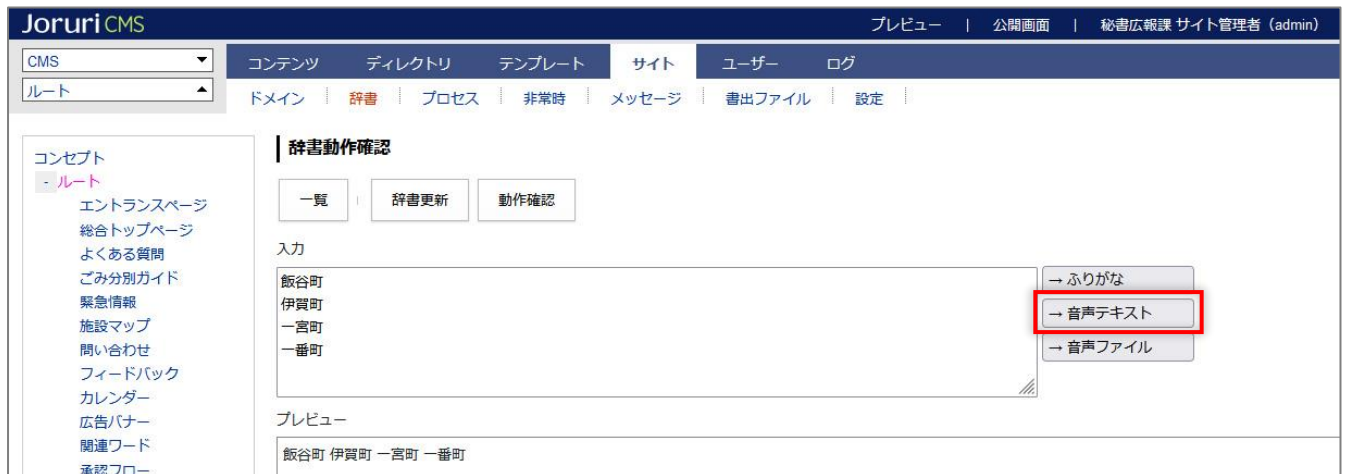 Joruri CMS
プレビュー | 公開画面 | 秘書広報課 サイト管理者（admin）
CMS
コンテンツ ディレクトリ テンプレート サイト ユーザー ログ
ルート
ドメイン 辞書 プロセス 非常時 メッセージ 書出ファイル 設定
コンセプト
- ルート
エントランスページ
総合トップページ
よくある質問
ごみ分別ガイド
緊急情報
施設マップ
問い合わせ
フィードバック
カレンダー
広告バナー
関連ワード
承認フロー
辞書動作確認
一覧 辞書更新 動作確認
入力
飯谷町
伊賀町
一宮町
一番町
→ ふりがな
→ 音声テキスト
→ 音声ファイル
プレビュー
飯谷町 伊賀町 一宮町 一番町